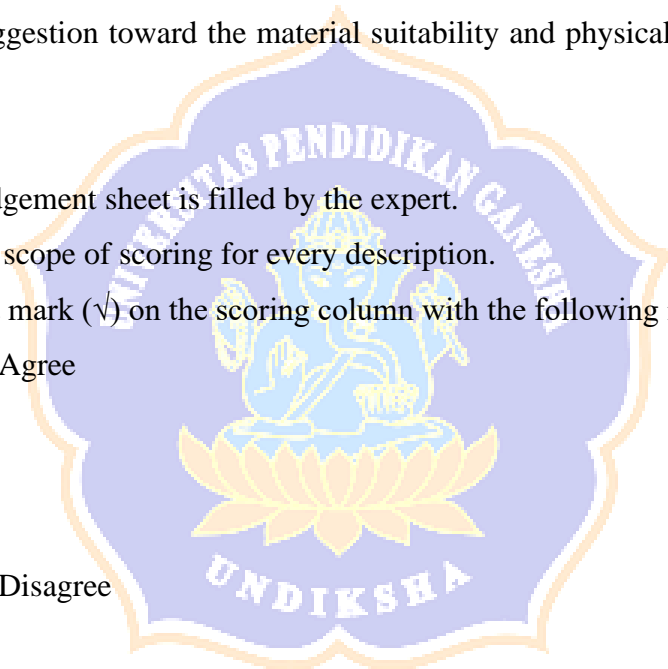 ggestion toward the material suitability and physical
UNIVERSITAS PENDIDIKAN GANESHA
dgement sheet is filled by the expert.
scope of scoring for every description.
mark (√) on the scoring column with the following
Agree
Disagree
UNDIKSHA